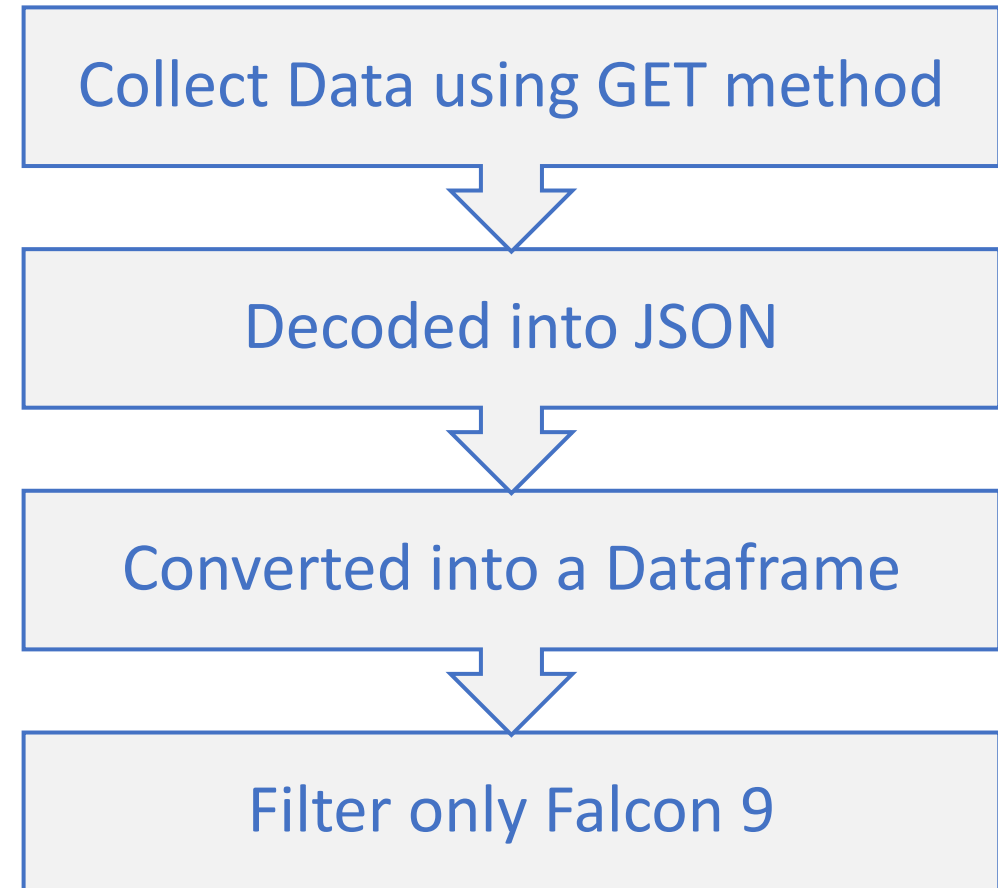 Collect Data using GET method
Decoded into JSON
Converted into a Dataframe
Filter only Falcon 9